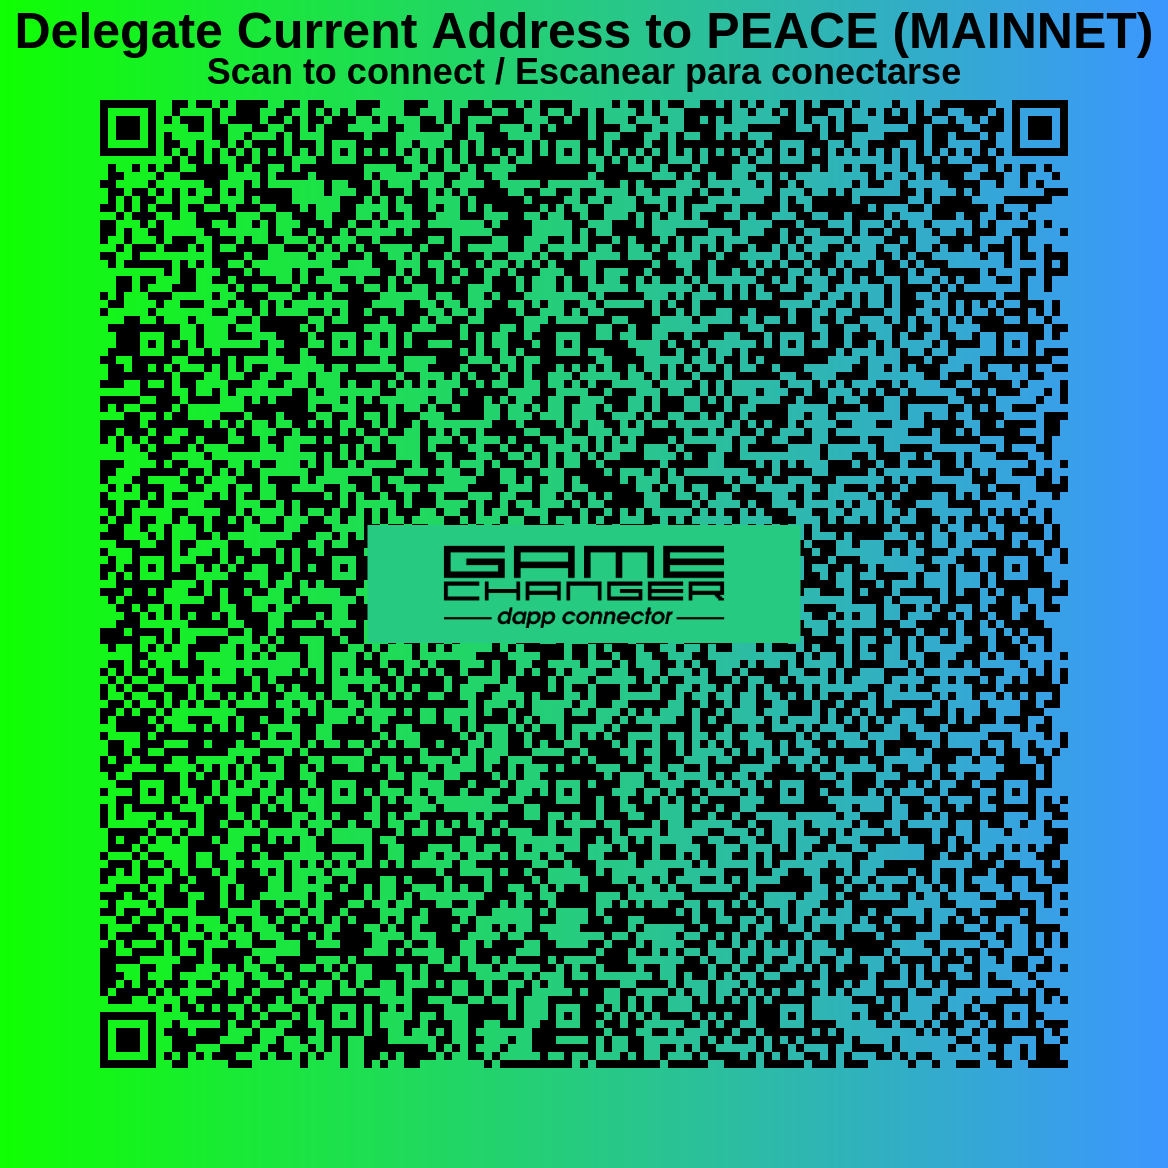 Delegate Current Address to PEACE (MAINNET)
Scan to connect / Escanear para conectarse
GAME
CHANGER
dapp connector